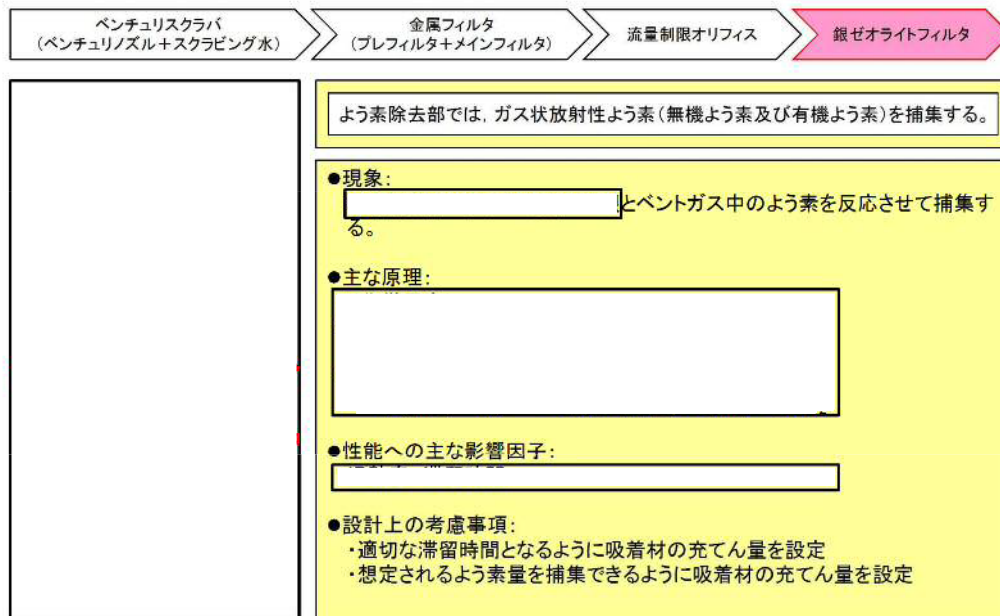 ベンチュリスクラバ
(ベンチュリノズル+スクラビング水)
金属フィルタ
(プレフィルタ+メインフィルタ)
流量制限オリフィス
銀ゼオライトフィルタ
よう素除去部では,ガス状放射性よう素(無機よう素及び有機よう素)を捕集する。
●現象:
とベントガス中のよう素を反応させて捕集す
る。
●主な原理:
●性能への主な影響因子:
●設計上の考慮事項:
・適切な滞留時間となるように吸着材の充てん量を設定
・想定されるよう素量を捕集できるように吸着材の充てん量を設定